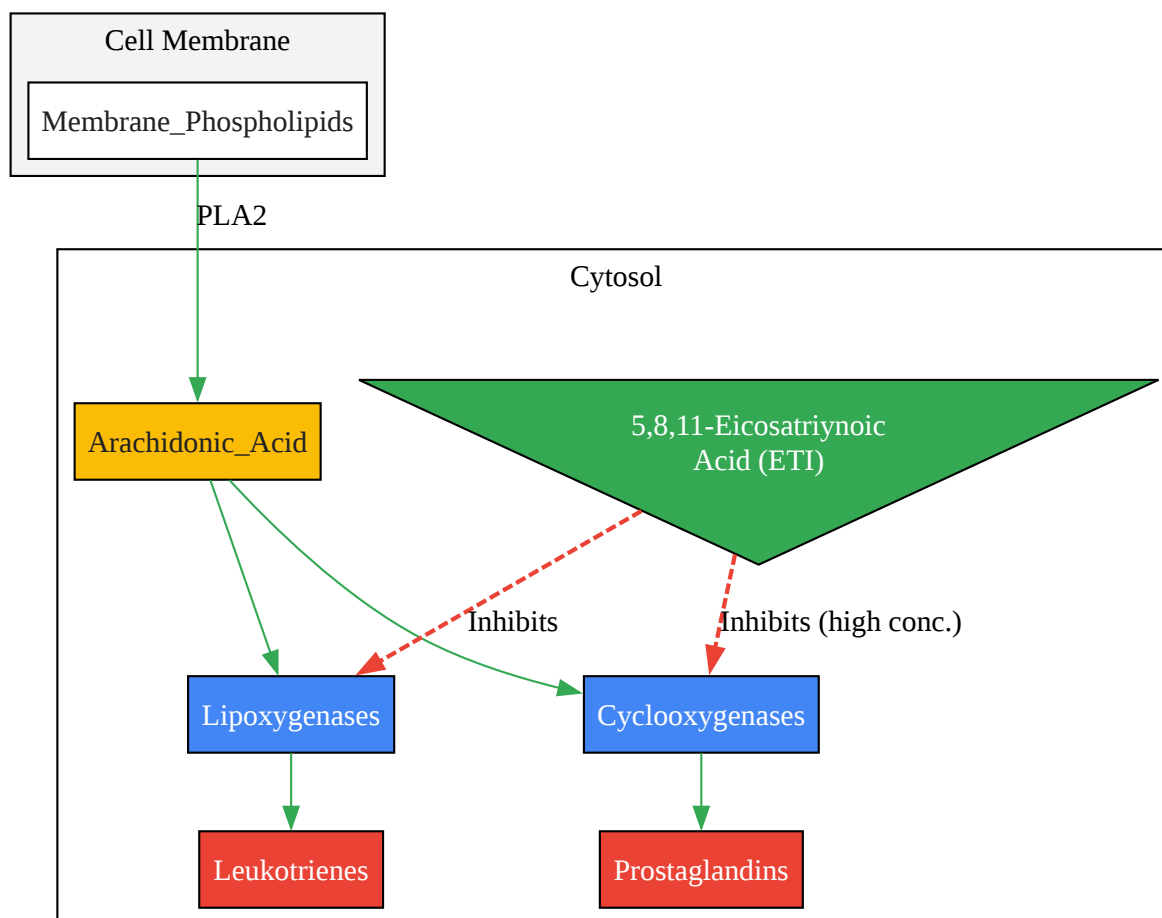 Cell Membrane
Membrane_Phospholipids
PLA2
Cytosol
5,8,11-Eicosatriynoic
Acid (ETI)
Arachidonic_Acid
Inhibits
Inhibits (high conc.)
Lipoxygenases
Cyclooxygenases
Leukotrienes
Prostaglandins